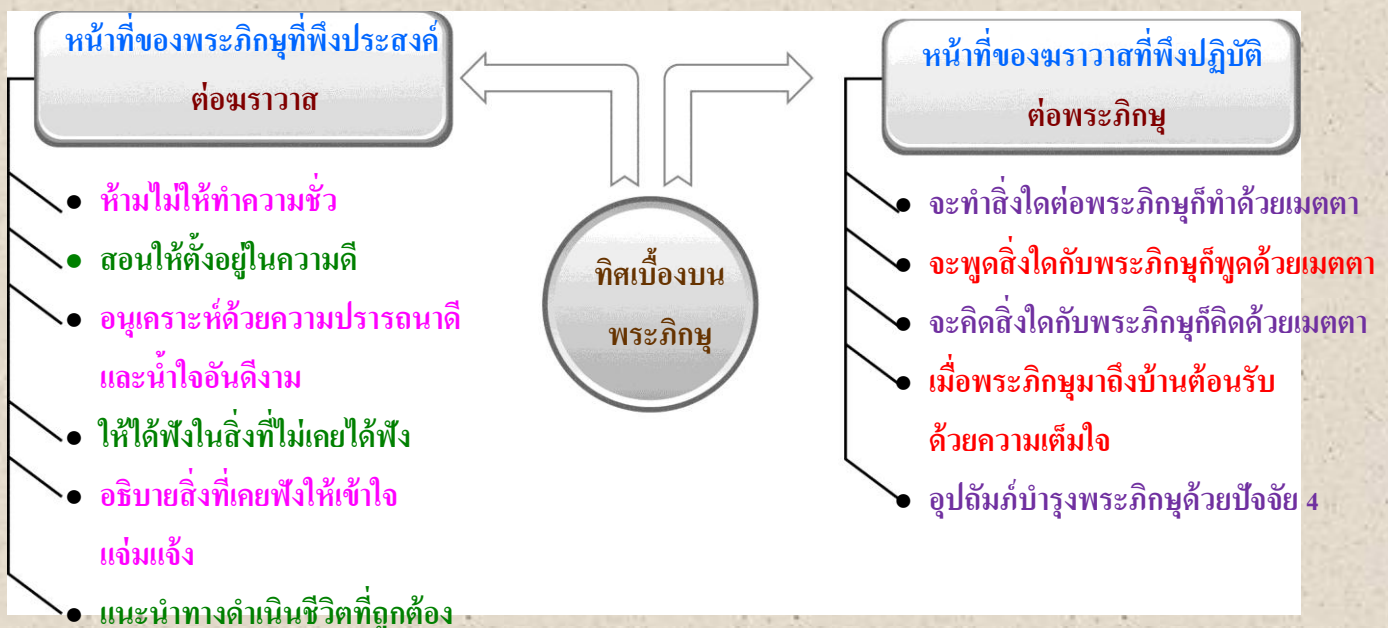 หน้าที่ของพระภิกษุที่พึงประสงค์
ต่อฆราวาส
● ห้ามไม่ให้ทำความชั่ว
● สอนให้ตั้งอยู่ในความดี
● อนุเคราะห์ด้วยความปรารถนาดี
และน้ำใจอันดีงาม
● ให้ได้ฟังในสิ่งที่ไม่เคยได้ฟัง
● อธิบายสิ่งที่เคยฟังให้เข้าใจ
แจ่มแจ้ง
● แนะนำทางดำเนินชีวิตที่ถูกต้อง
ทิศเบื้องบน
พระภิกษุ
หน้าที่ของฆราวาสที่พึงปฏิบัติ
ต่อพระภิกษุ
● จะทำสิ่งใดต่อพระภิกษุก็ทำด้วยเมตตา
● จะพูดสิ่งใดกับพระภิกษุก็พูดด้วยเมตตา
● จะคิดสิ่งใดกับพระภิกษุก็คิดด้วยเมตตา
● เมื่อพระภิกษุมาถึงบ้านต้อนรับ
ด้วยความเต็มใจ
● อุปถัมภ์บำรุงพระภิกษุด้วยปัจจัย 4